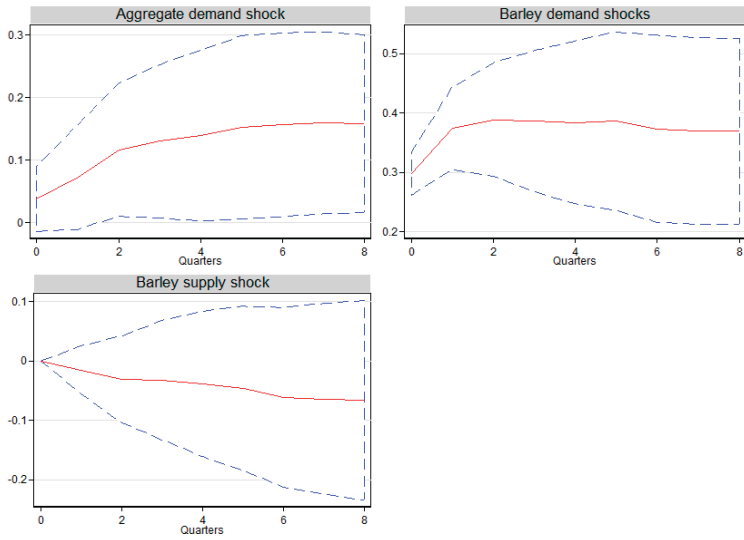 Aggregate demand shock
0.3
0.2
0.1
0
0 2 4 6 8
Quarters
Barley demand shocks
0.5
0.4
0.3
0.2
0 2 4 6 8
Quarters
Barley supply shock
0.1
0
-0.1
-0.2
0 2 4 6 8
Quarters